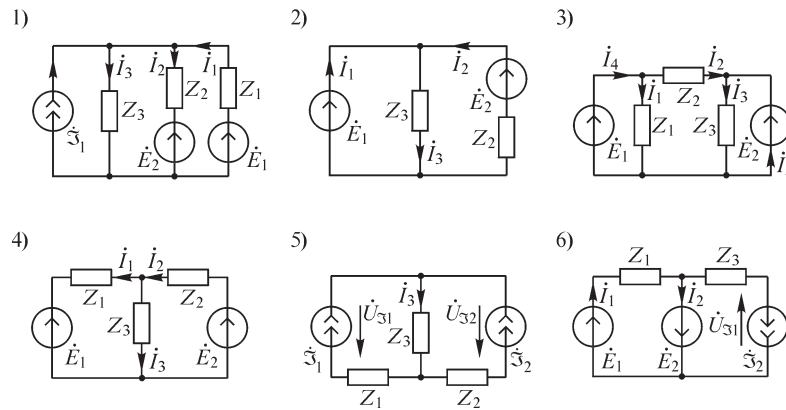 1)
İ₃ İ₂ İ₁
Z₃ Z₂ Z₁
ℑ̇₁
Ė₂ Ė₁
2)
İ₁ İ₂
Ė₂
Z₃
Ė₁ Z₂
İ₃
3)
İ₄ İ₂
İ₁ Z₂ İ₃
Z₁ Z₃
Ė₁ Ė₂
4)
İ₁ İ₂
Z₁ Z₂
Z₃
Ė₁ Ė₂
İ₃
5)
İ₃
U̇ℑ₁ U̇ℑ₂
Z₃
ℑ̇₁ ℑ̇₂
Z₁ Z₂
6)
Z₁ Z₃
İ₁ İ₂
U̇ℑ₁
Ė₁ Ė₂ ℑ̇₂